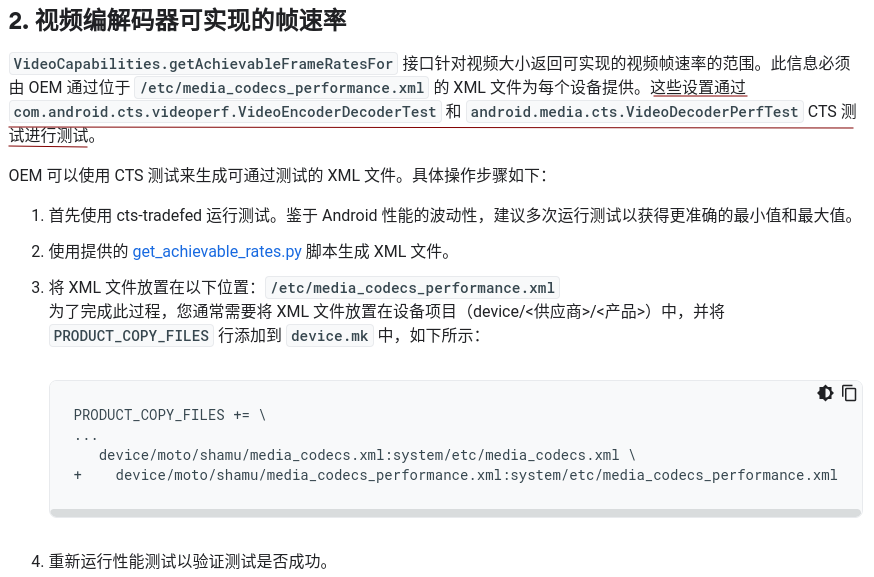 2. 视频编解码器可实现的帧速率
VideoCapabilities.getAchievableFrameRatesFor 接口针对视频大小返回可实现的视频帧速率的范围。此信息必须
由 OEM 通过位于 /etc/media_codecs_performance.xml 的 XML 文件为每个设备提供。这些设置通过
com.android.cts.videoperf.VideoEncoderDecoderTest 和 android.media.cts.VideoDecoderPerfTest CTS 测
试进行测试。
OEM 可以使用 CTS 测试来生成可通过测试的 XML 文件。具体操作步骤如下：
1. 首先使用 cts-tradefed 运行测试。鉴于 Android 性能的波动性，建议多次运行测试以获得更准确的最小值和最大值。
2. 使用提供的 get_achievable_rates.py 脚本生成 XML 文件。
3. 将 XML 文件放置在以下位置：/etc/media_codecs_performance.xml
为了完成此过程，您通常需要将 XML 文件放置在设备项目（device/<供应商>/<产品>）中，并将
PRODUCT_COPY_FILES 行添加到 device.mk 中，如下所示：
PRODUCT_COPY_FILES += \
...
device/moto/shamu/media_codecs.xml:system/etc/media_codecs.xml \
+    device/moto/shamu/media_codecs_performance.xml:system/etc/media_codecs_performance.xml
4. 重新运行性能测试以验证测试是否成功。